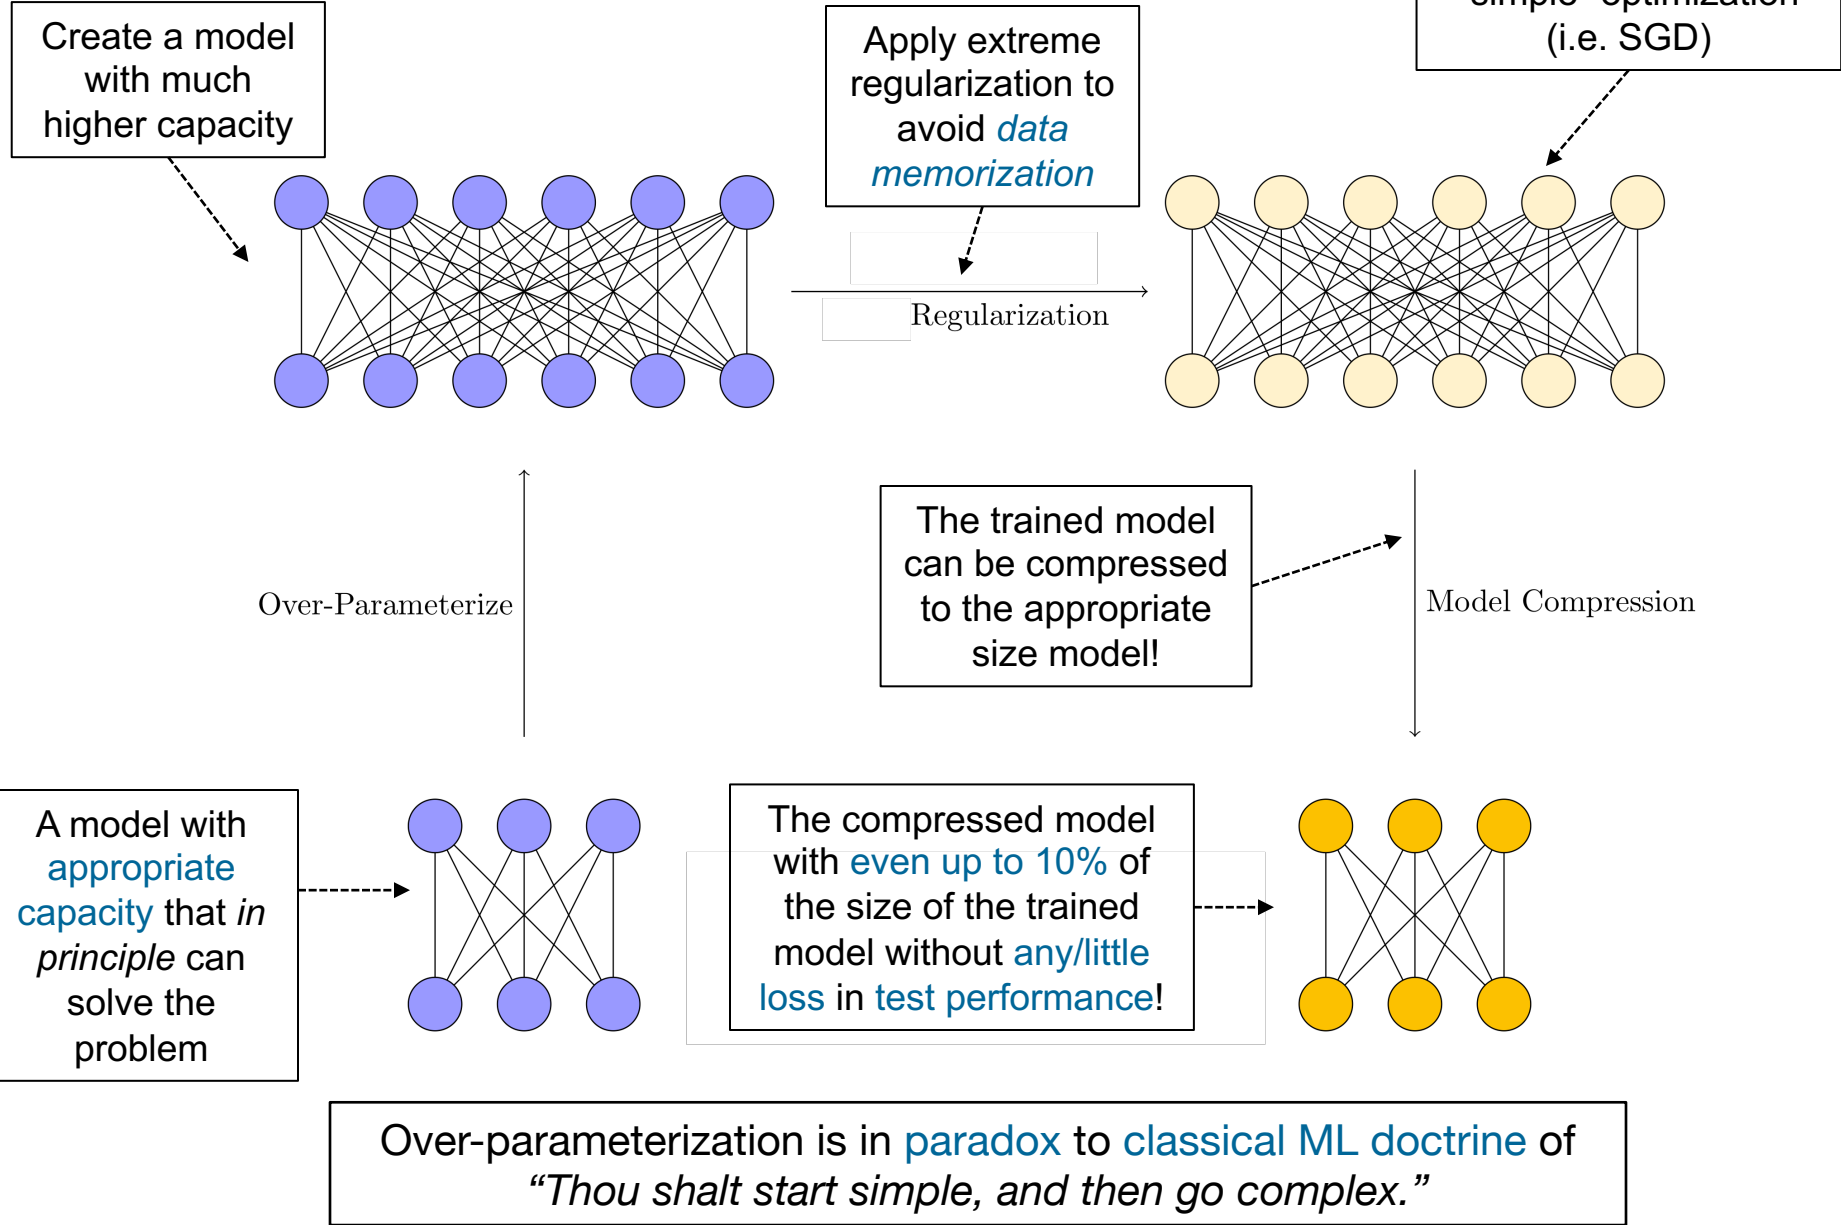 Create a model
with much
higher capacity
Apply extreme
regularization to
avoid data
memorization
simple" optimization
(i.e. SGD)
Regularization
Over-Parameterize
The trained model
can be compressed
to the appropriate
size model!
Model Compression
A model with
appropriate
capacity that in
principle can
solve the
problem
The compressed model
with even up to 10% of
the size of the trained
model without any/little
loss in test performance!
Over-parameterization is in paradox to classical ML doctrine of
“Thou shalt start simple, and then go complex.”